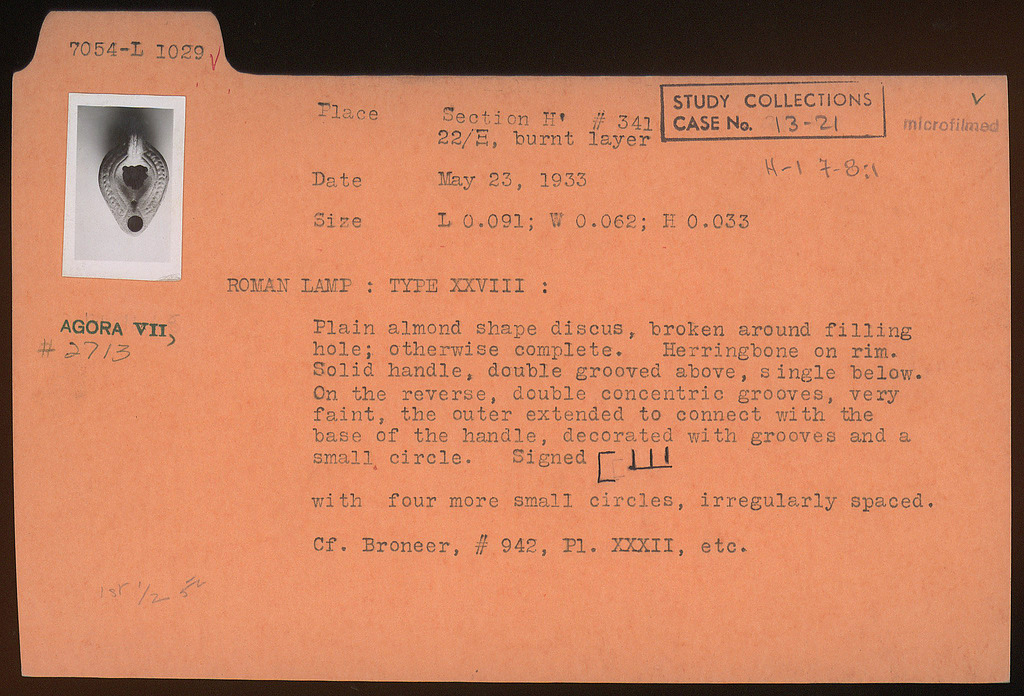 7054-L 1029 ✓
Place Section H' # 341
22/E, burnt layer
STUDY COLLECTIONS
CASE No. 13-21
✓
microfilmed
H-1 7-8:1
Date May 23, 1933
Size L 0.091; W 0.062; H 0.033
ROMAN LAMP : TYPE XXVIII :
AGORA VII,
# 2713
Plain almond shape discus, broken around filling
hole; otherwise complete. Herringbone on rim.
Solid handle, double grooved above, single below.
On the reverse, double concentric grooves, very
faint, the outer extended to connect with the
base of the handle, decorated with grooves and a
small circle. Signed
with four more small circles, irregularly spaced.
Cf. Broneer, # 942, Pl. XXXII, etc.
1st 1/2